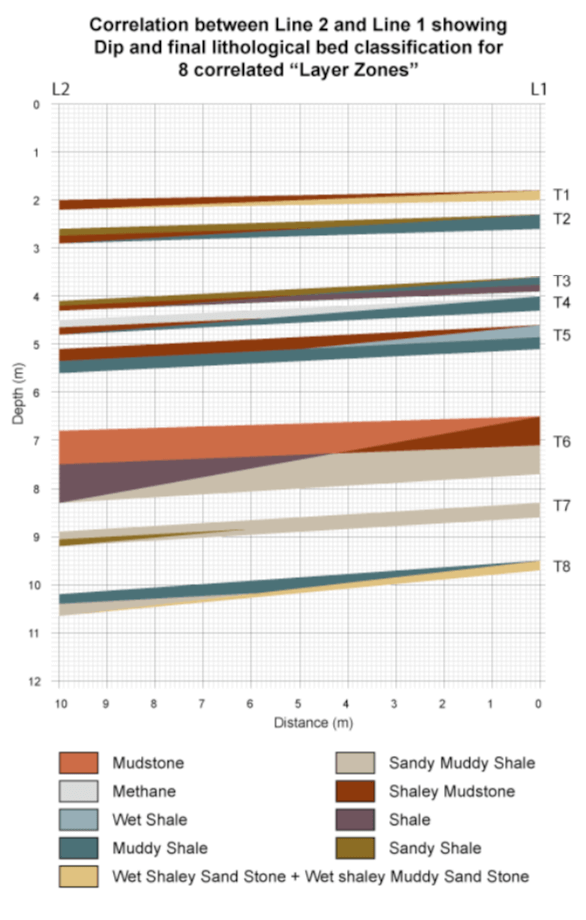 Correlation between Line 2 and Line 1 showing
Dip and final lithological bed classification for
8 correlated “Layer Zones”
L2 L1
0
1
2
3
4
5
6
7
8
9
10
11
12
Depth (m)
T1
T2
T3
T4
T5
T6
T7
T8
10 9 8 7 6 5 4 3 2 1 0
Distance (m)
Mudstone
Methane
Wet Shale
Muddy Shale
Wet Shaley Sand Stone + Wet shaley Muddy Sand Stone
Sandy Muddy Shale
Shaley Mudstone
Shale
Sandy Shale